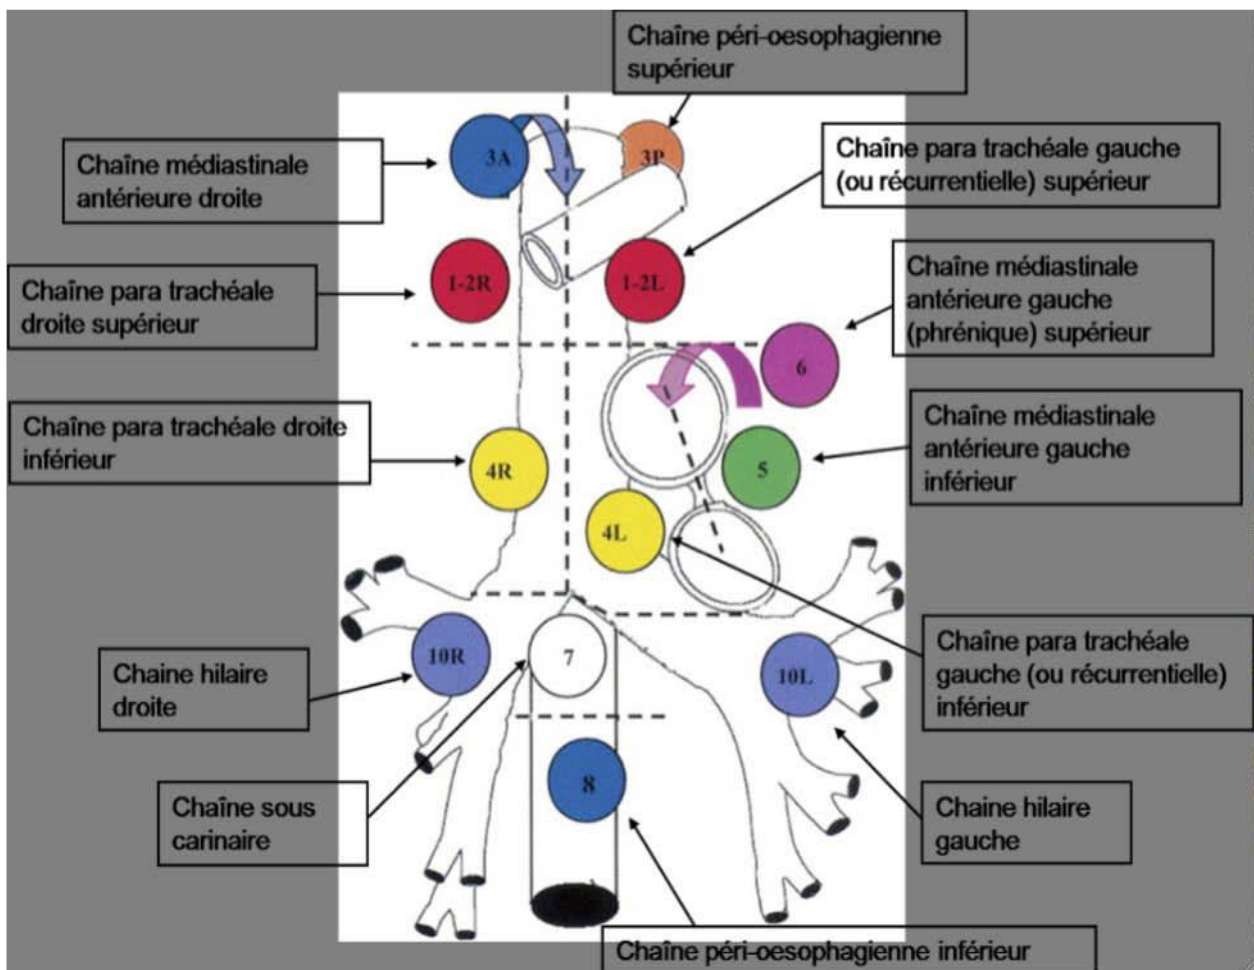 Chaîne péri-oesophagienne
supérieur
3A
3P
Chaîne médiastinale
antérieure droite
Chaîne para trachéale gauche
(ou récurrentielle) supérieur
1-2R
1-2L
Chaîne para trachéale
droite supérieur
Chaîne médiastinale
antérieure gauche
(phrénique) supérieur
6
Chaîne para trachéale droite
inférieur
4R
5
Chaîne médiastinale
antérieure gauche
inférieur
4L
10R
7
10L
Chaine hilaire
droite
Chaîne para trachéale
gauche (ou récurrentielle)
inférieur
8
Chaîne sous
carinaire
Chaine hilaire
gauche
Chaîne péri-oesophagienne inférieur